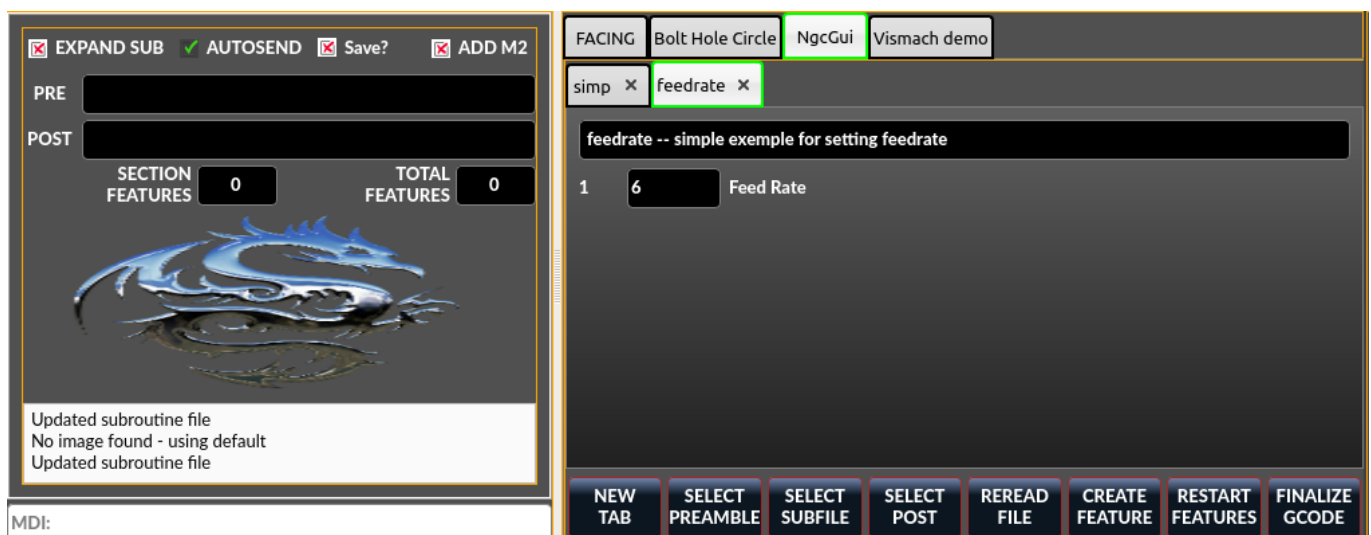 EXPAND SUB AUTOSEND Save? ADD M2
PRE
POST
SECTION FEATURES 0 TOTAL FEATURES 0
Updated subroutine file
No image found - using default
Updated subroutine file
MDI:
FACING Bolt Hole Circle NgcGui Vismach demo
simp × feedrate ×
feedrate -- simple exemple for setting feedrate
1 6 Feed Rate
NEW TAB SELECT PREAMBLE SELECT SUBFILE SELECT POST REREAD FILE CREATE FEATURE RESTART FEATURES FINALIZE GCODE